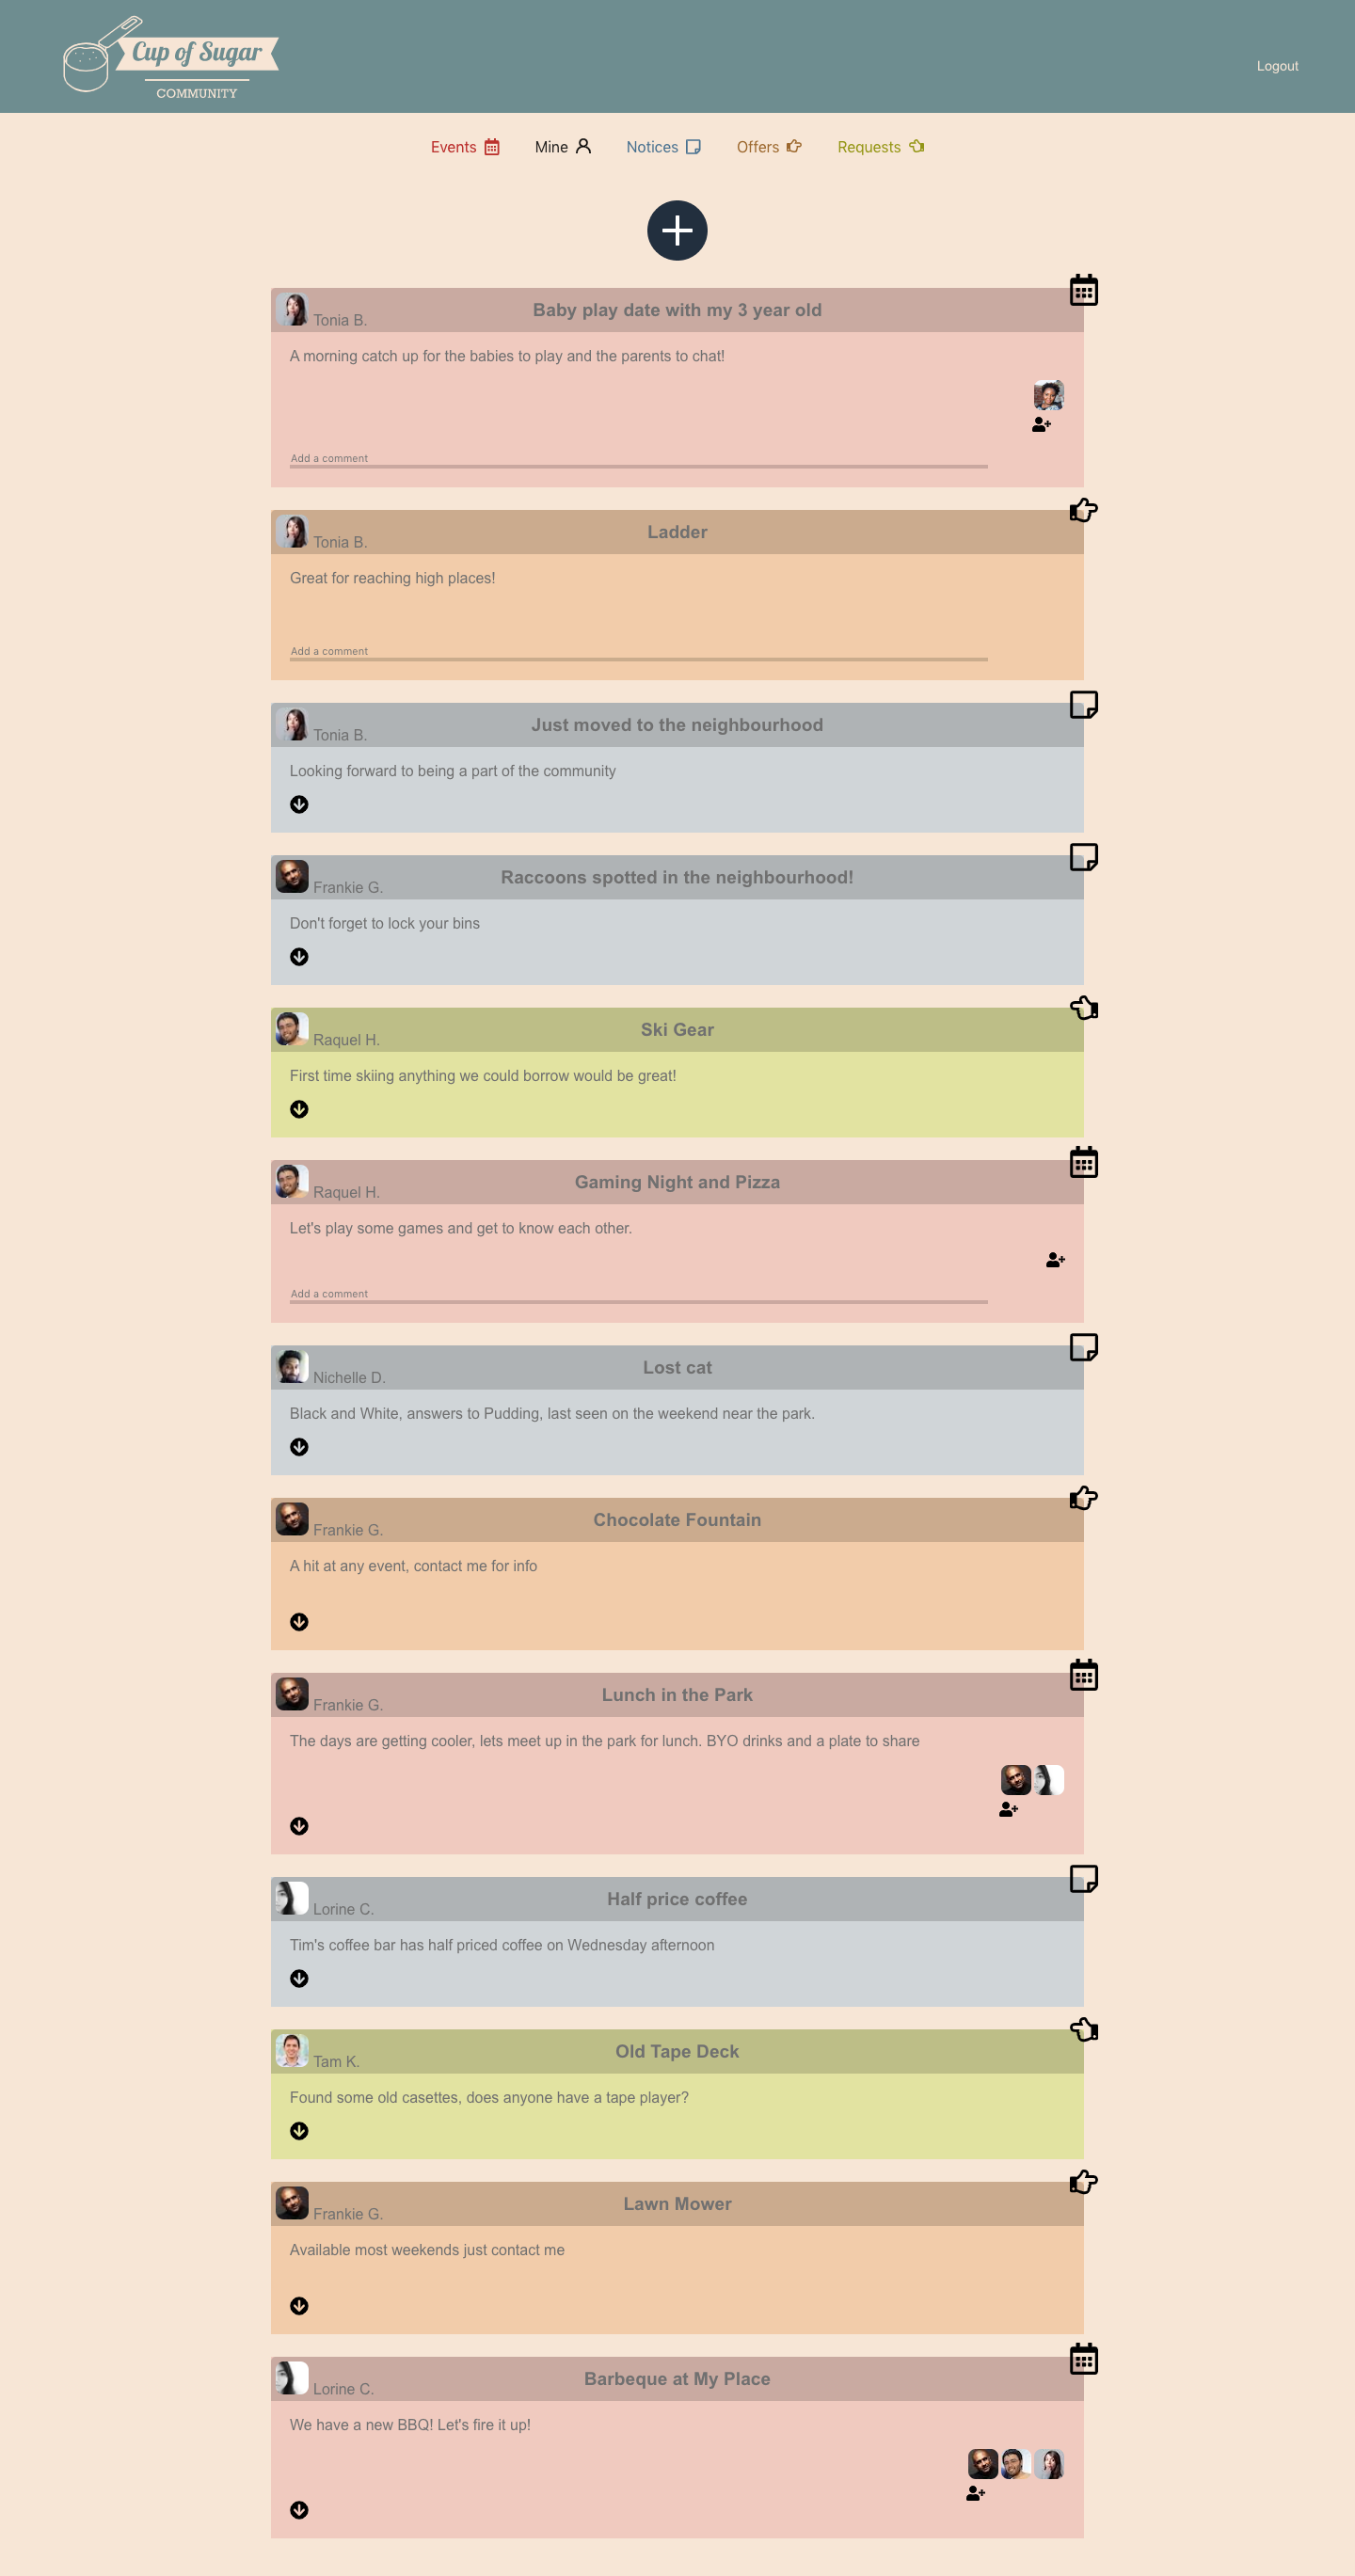 Cup of Sugar
COMMUNITY
Logout
Events
Mine
Notices
Offers
Requests
Tonia B.
Baby play date with my 3 year old
A morning catch up for the babies to play and the parents to chat!
Add a comment
Tonia B.
Ladder
Great for reaching high places!
Add a comment
Tonia B.
Just moved to the neighbourhood
Looking forward to being a part of the community
Frankie G.
Raccoons spotted in the neighbourhood!
Don't forget to lock your bins
Raquel H.
Ski Gear
First time skiing anything we could borrow would be great!
Raquel H.
Gaming Night and Pizza
Let's play some games and get to know each other.
Add a comment
Nichelle D.
Lost cat
Black and White, answers to Pudding, last seen on the weekend near the park.
Frankie G.
Chocolate Fountain
A hit at any event, contact me for info
Frankie G.
Lunch in the Park
The days are getting cooler, lets meet up in the park for lunch. BYO drinks and a plate to share
Lorine C.
Half price coffee
Tim's coffee bar has half priced coffee on Wednesday afternoon
Tam K.
Old Tape Deck
Found some old casettes, does anyone have a tape player?
Frankie G.
Lawn Mower
Available most weekends just contact me
Lorine C.
Barbeque at My Place
We have a new BBQ! Let's fire it up!